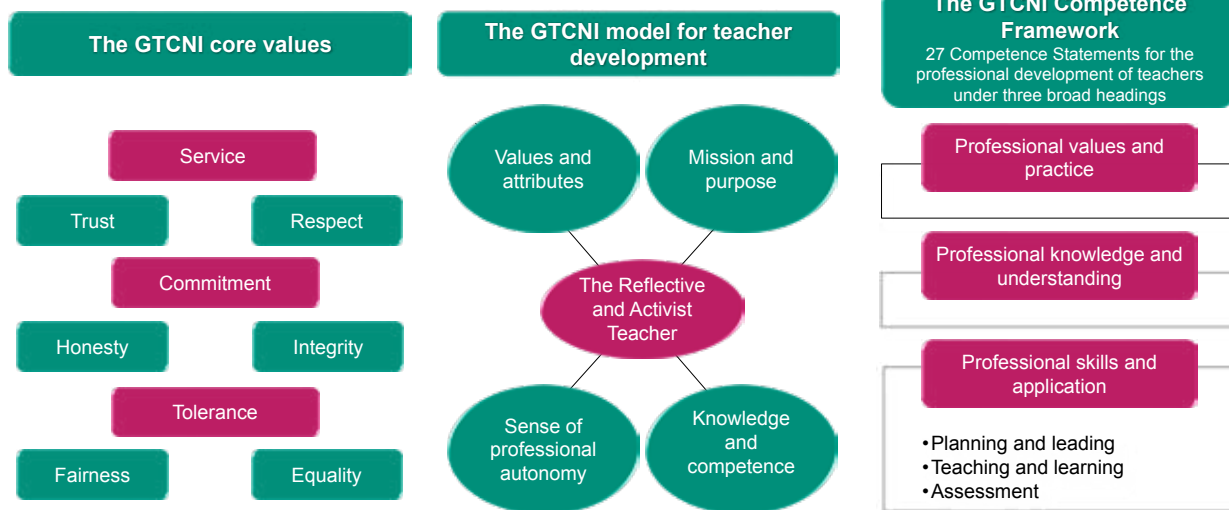 The GTCNI core values
Service
Trust
Respect
Commitment
Honesty
Integrity
Tolerance
Fairness
Equality
The GTCNI model for teacher
development
Values and
attributes
Mission and
purpose
The Reflective
and Activist
Teacher
Sense of
professional
autonomy
Knowledge
and
competence
The GTCNI Competence
Framework
27 Competence Statements for the
professional development of teachers
under three broad headings
Professional values and
practice
Professional knowledge and
understanding
Professional skills and
application
•Planning and leading
•Teaching and learning
•Assessment